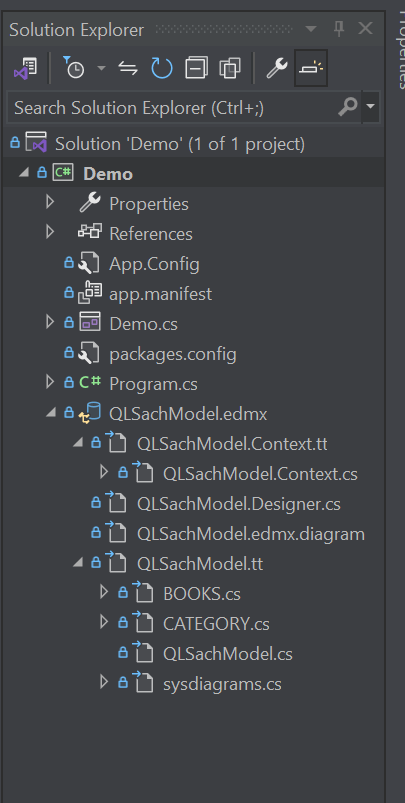 Solution Explorer
Search Solution Explorer (Ctrl+;)
Solution 'Demo' (1 of 1 project)
C# Demo
Properties
References
App.Config
app.manifest
Demo.cs
packages.config
C# Program.cs
QLSachModel.edmx
QLSachModel.Context.tt
QLSachModel.Context.cs
QLSachModel.Designer.cs
QLSachModel.edmx.diagram
QLSachModel.tt
BOOKS.cs
CATEGORY.cs
QLSachModel.cs
sysdiagrams.cs
Properties